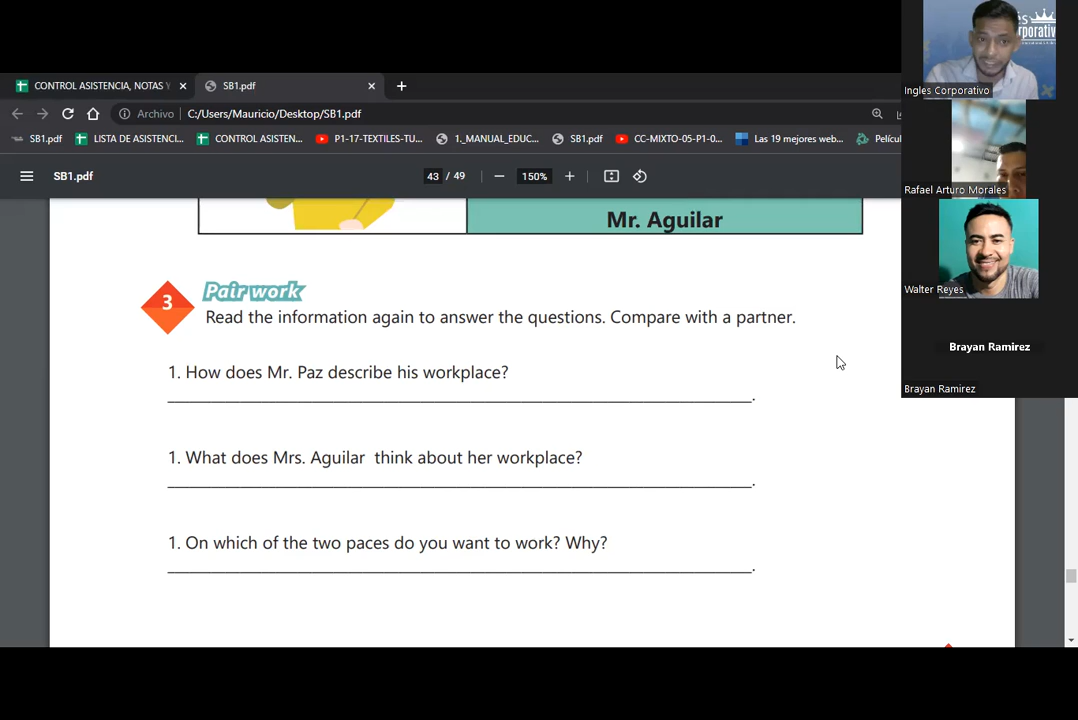 CONTROL ASISTENCIA, NOTAS Y
SB1.pdf
Archivo
C:/Users/Mauricio/Desktop/SB1.pdf
SB1.pdf
LISTA DE ASISTENCI...
CONTROL ASISTEN...
P1-17-TEXTILES-TU...
1._MANUAL_EDUC...
SB1.pdf
CC-MIXTO-05-P1-0...
Las 19 mejores web...
Pelícu
SB1.pdf
43 / 49
150%
Mr. Aguilar
3
Pair work
Read the information again to answer the questions. Compare with a partner.
1. How does Mr. Paz describe his workplace?
1. What does Mrs. Aguilar think about her workplace?
1. On which of the two paces do you want to work? Why?
Ingles Corporativo
Rafael Arturo Morales
Walter Reyes
Brayan Ramirez
Brayan Ramirez